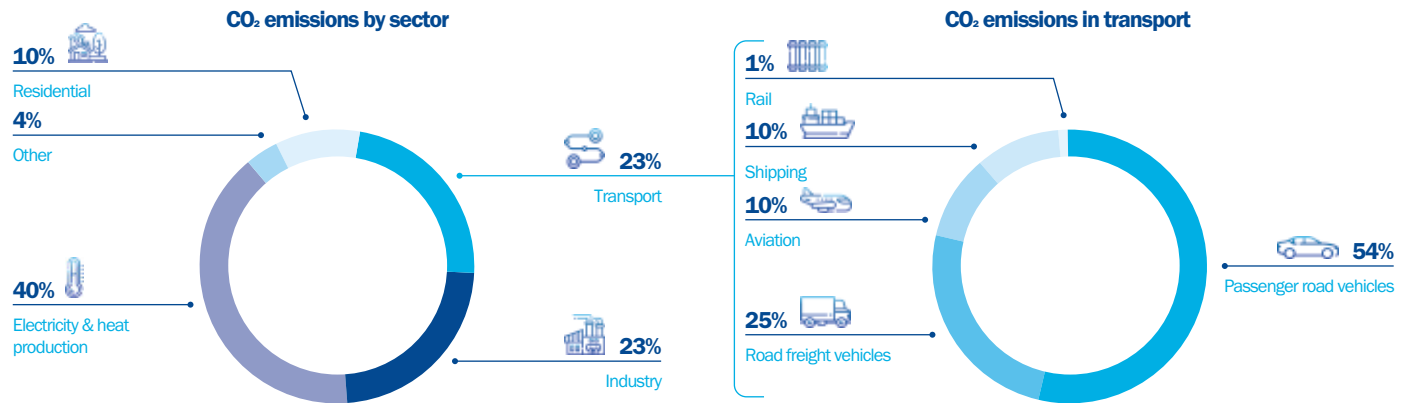 CO₂ emissions by sector
10%
Residential
4%
Other
40%
Electricity & heat
production
23%
Transport
23%
Industry
CO₂ emissions in transport
1%
Rail
10%
Shipping
10%
Aviation
25%
Road freight vehicles
54%
Passenger road vehicles